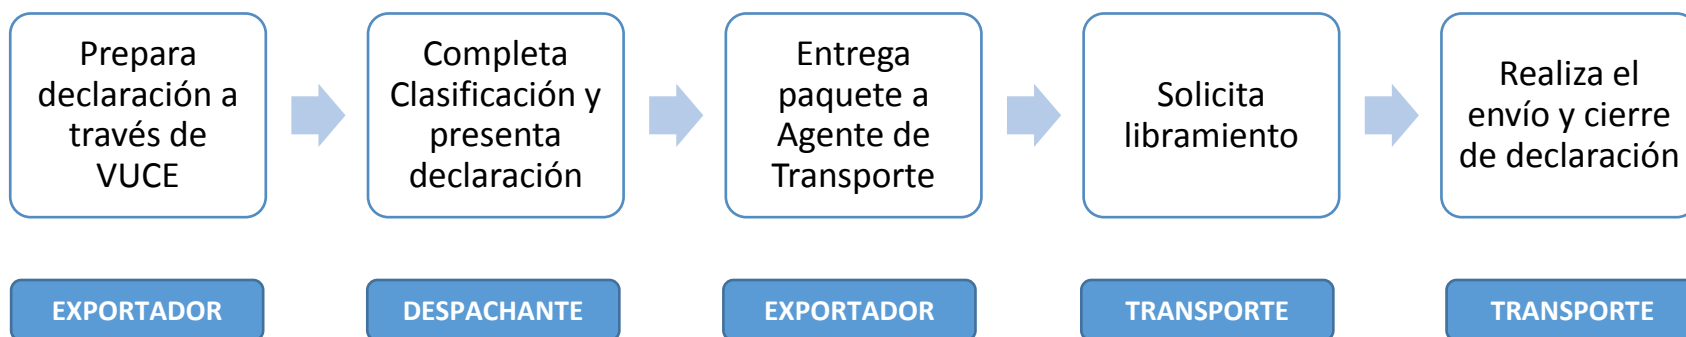 Prepara
declaración a
través de
VUCE
Completa
Clasificación y
presenta
declaración
Entrega
paquete a
Agente de
Transporte
Solicita
libramiento
Realiza el
envío y cierre
de declaración
EXPORTADOR
DESPACHANTE
EXPORTADOR
TRANSPORTE
TRANSPORTE